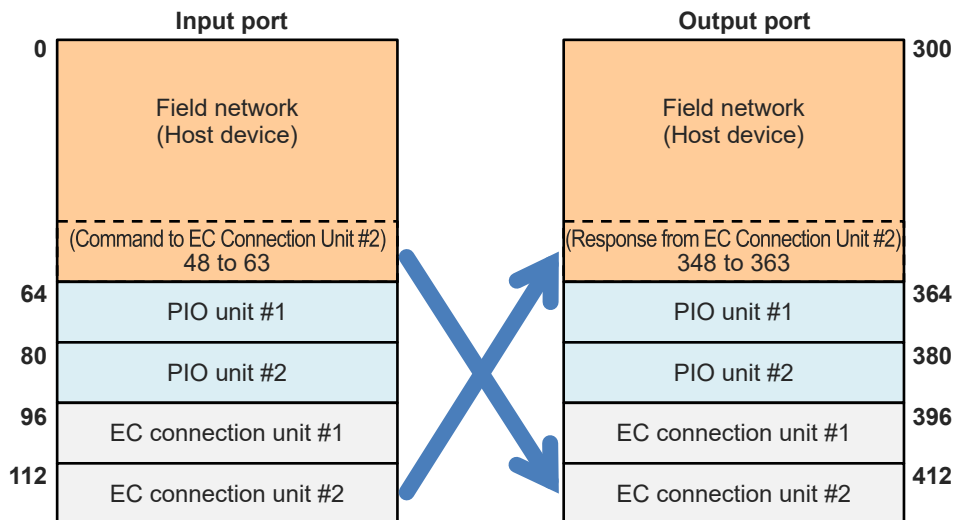 Input port
0
Field network
(Host device)
(Command to EC Connection Unit #2)
48 to 63
64
PIO unit #1
80
PIO unit #2
96
EC connection unit #1
112
EC connection unit #2
Output port
300
Field network
(Host device)
(Response from EC Connection Unit #2)
348 to 363
364
PIO unit #1
380
PIO unit #2
396
EC connection unit #1
412
EC connection unit #2